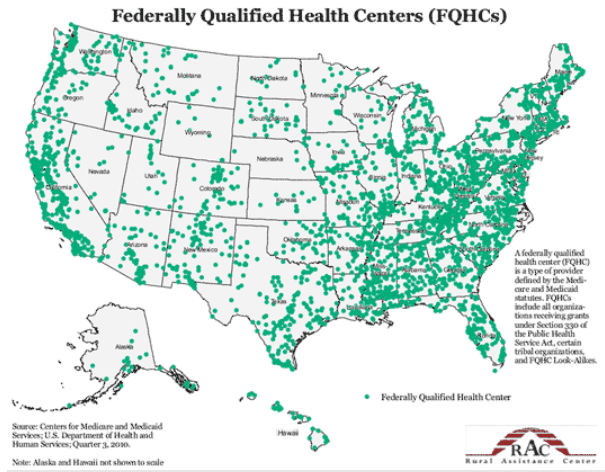 Federally Qualified Health Centers (FQHCs)
Washington
Montana
North Dakota
Minnesota
Maine
Oregon
Idaho
South Dakota
Wisconsin
Michigan
New York
Wyoming
Iowa
Pennsylvania
Nebraska
Nevada
Utah
Colorado
Illinois
Indiana
Ohio
Jersey
California
Kansas
Missouri
Kentucky
Virginia
Arizona
New Mexico
Oklahoma
Arkansas
Tennessee
North Carolina
South Carolina
Alabama
Georgia
Texas
Florida
A federally qualified
health center (FQHC)
is a type of provider
defined by the Medi-
care and Medicaid
statutes. FQHCs
include all organiza-
tions receiving grants
under Section 330 of
the Public Health
Service Act, certain
tribal organizations,
and FQHC Look-Alikes.
Alaska
Hawaii
Federally Qualified Health Center
Source: Centers for Medicare and Medicaid
Services; U.S. Department of Health and
Human Services; Quarter 3, 2010.
Note: Alaska and Hawaii not shown to scale
RAC
Rural Assistance Center